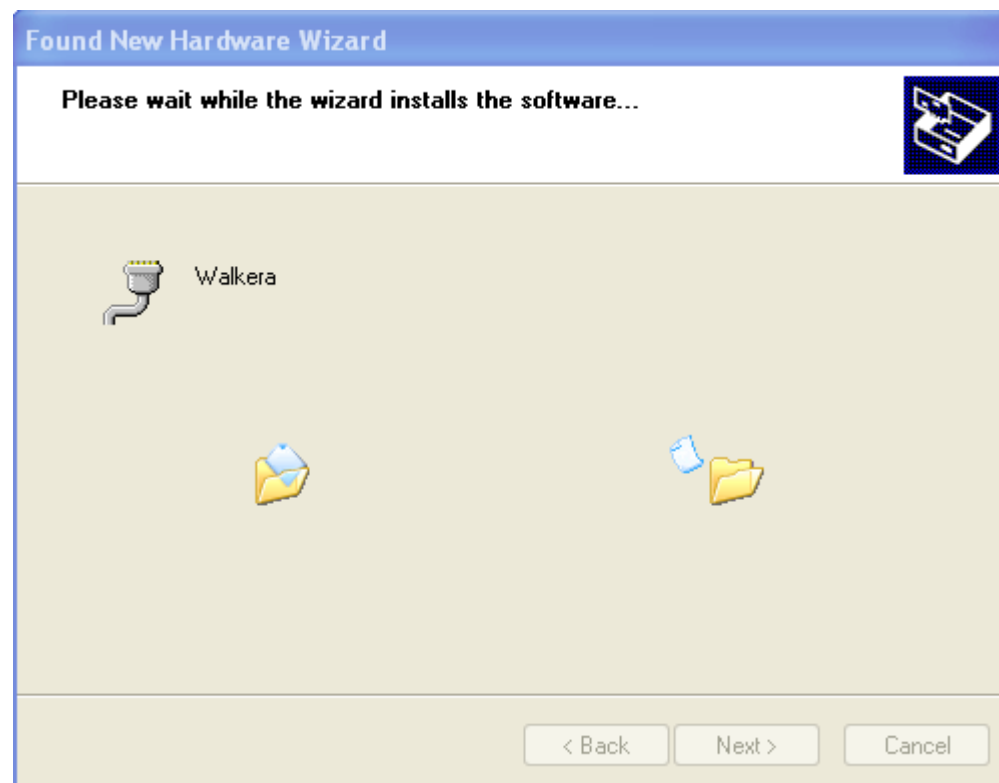 Found New Hardware Wizard
Please wait while the wizard installs the software...
Walkera
< Back
Next >
Cancel